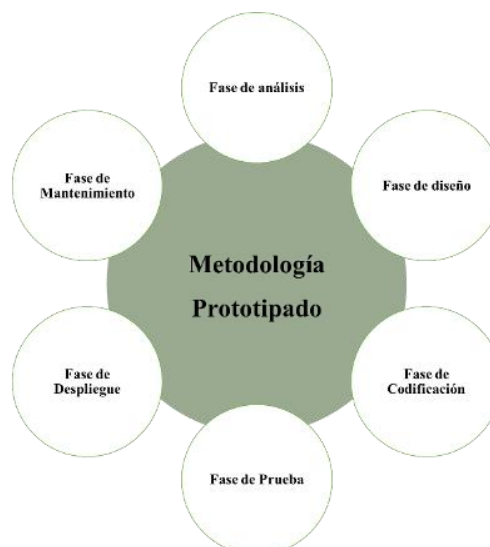 Fase de análisis
Fase de
Mantenimiento
Fase de diseño
Metodología
Prototipado
Fase de
Despliegue
Fase de
Codificación
Fase de Prueba